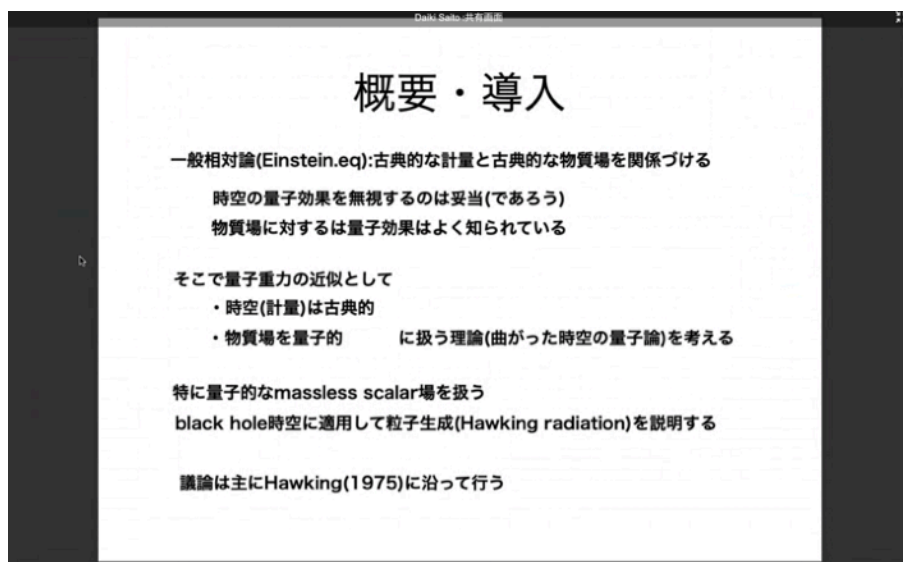 Daiki Saito :共有画面
概要・導入
一般相対論(Einstein.eq):古典的な計量と古典的な物質場を関係づける
時空の量子効果を無視するのは妥当(であろう)
物質場に対するは量子効果はよく知られている
そこで量子重力の近似として
・時空(計量)は古典的
・物質場を量子的 に扱う理論(曲がった時空の量子論)を考える
特に量子的なmassless scalar場を扱う
black hole時空に適用して粒子生成(Hawking radiation)を説明する
議論は主にHawking(1975)に沿って行う